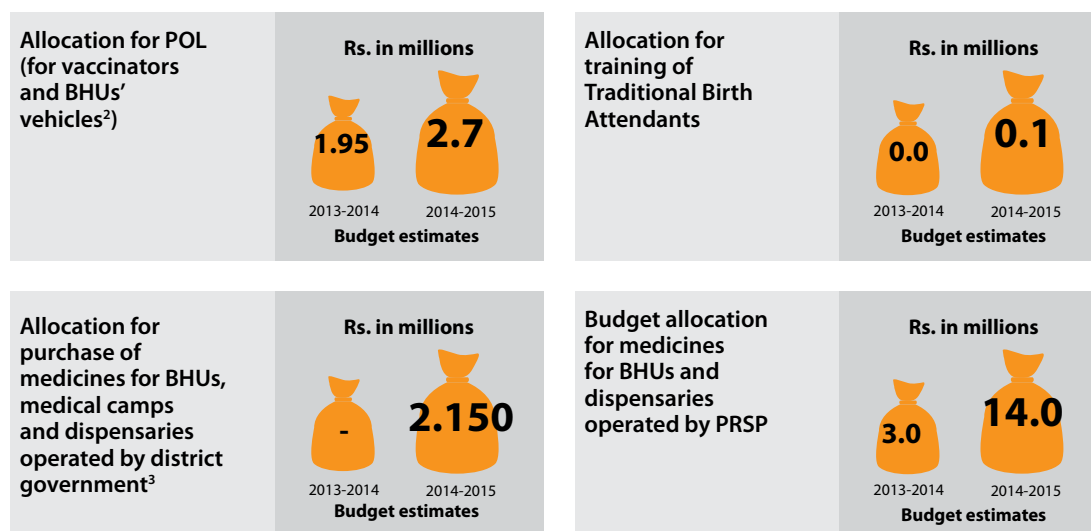 Allocation for POL
(for vaccinators
and BHUs'
vehicles²)
Rs. in millions
1.95
2.7
2013-2014
2014-2015
Budget estimates
Allocation for
training of
Traditional Birth
Attendants
Rs. in millions
0.0
0.1
2013-2014
2014-2015
Budget estimates
Allocation for
purchase of
medicines for BHUs,
medical camps
and dispensaries
operated by district
government³
Rs. in millions
-
2.150
2013-2014
2014-2015
Budget estimates
Budget allocation
for medicines
for BHUs and
dispensaries
operated by PRSP
Rs. in millions
3.0
14.0
2013-2014
2014-2015
Budget estimates